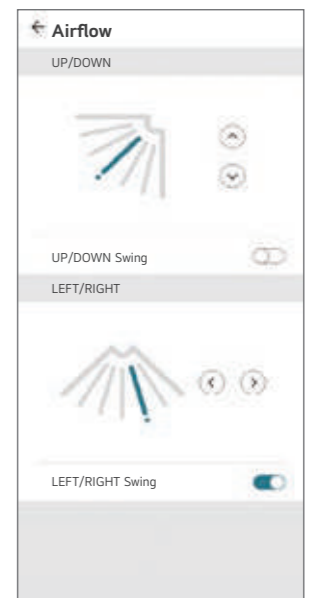 Airflow
UP/DOWN
UP/DOWN Swing
LEFT/RIGHT
LEFT/RIGHT Swing